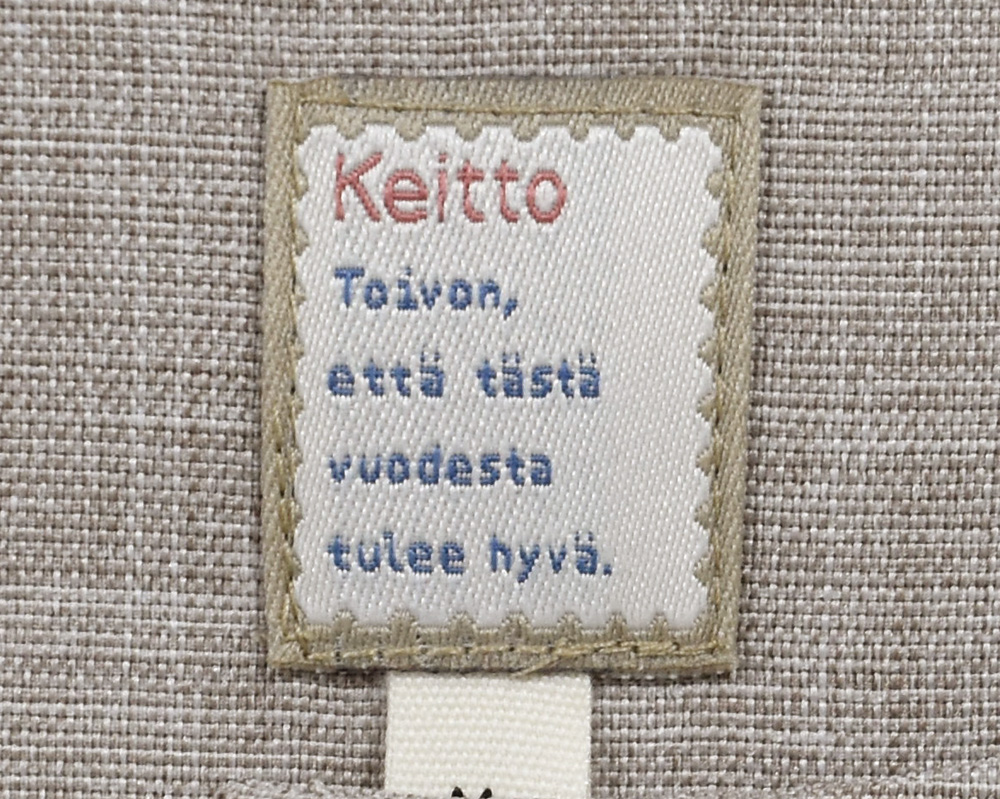 Keitto
Toivon,
että tästä
vuodesta
tulee hyvä.